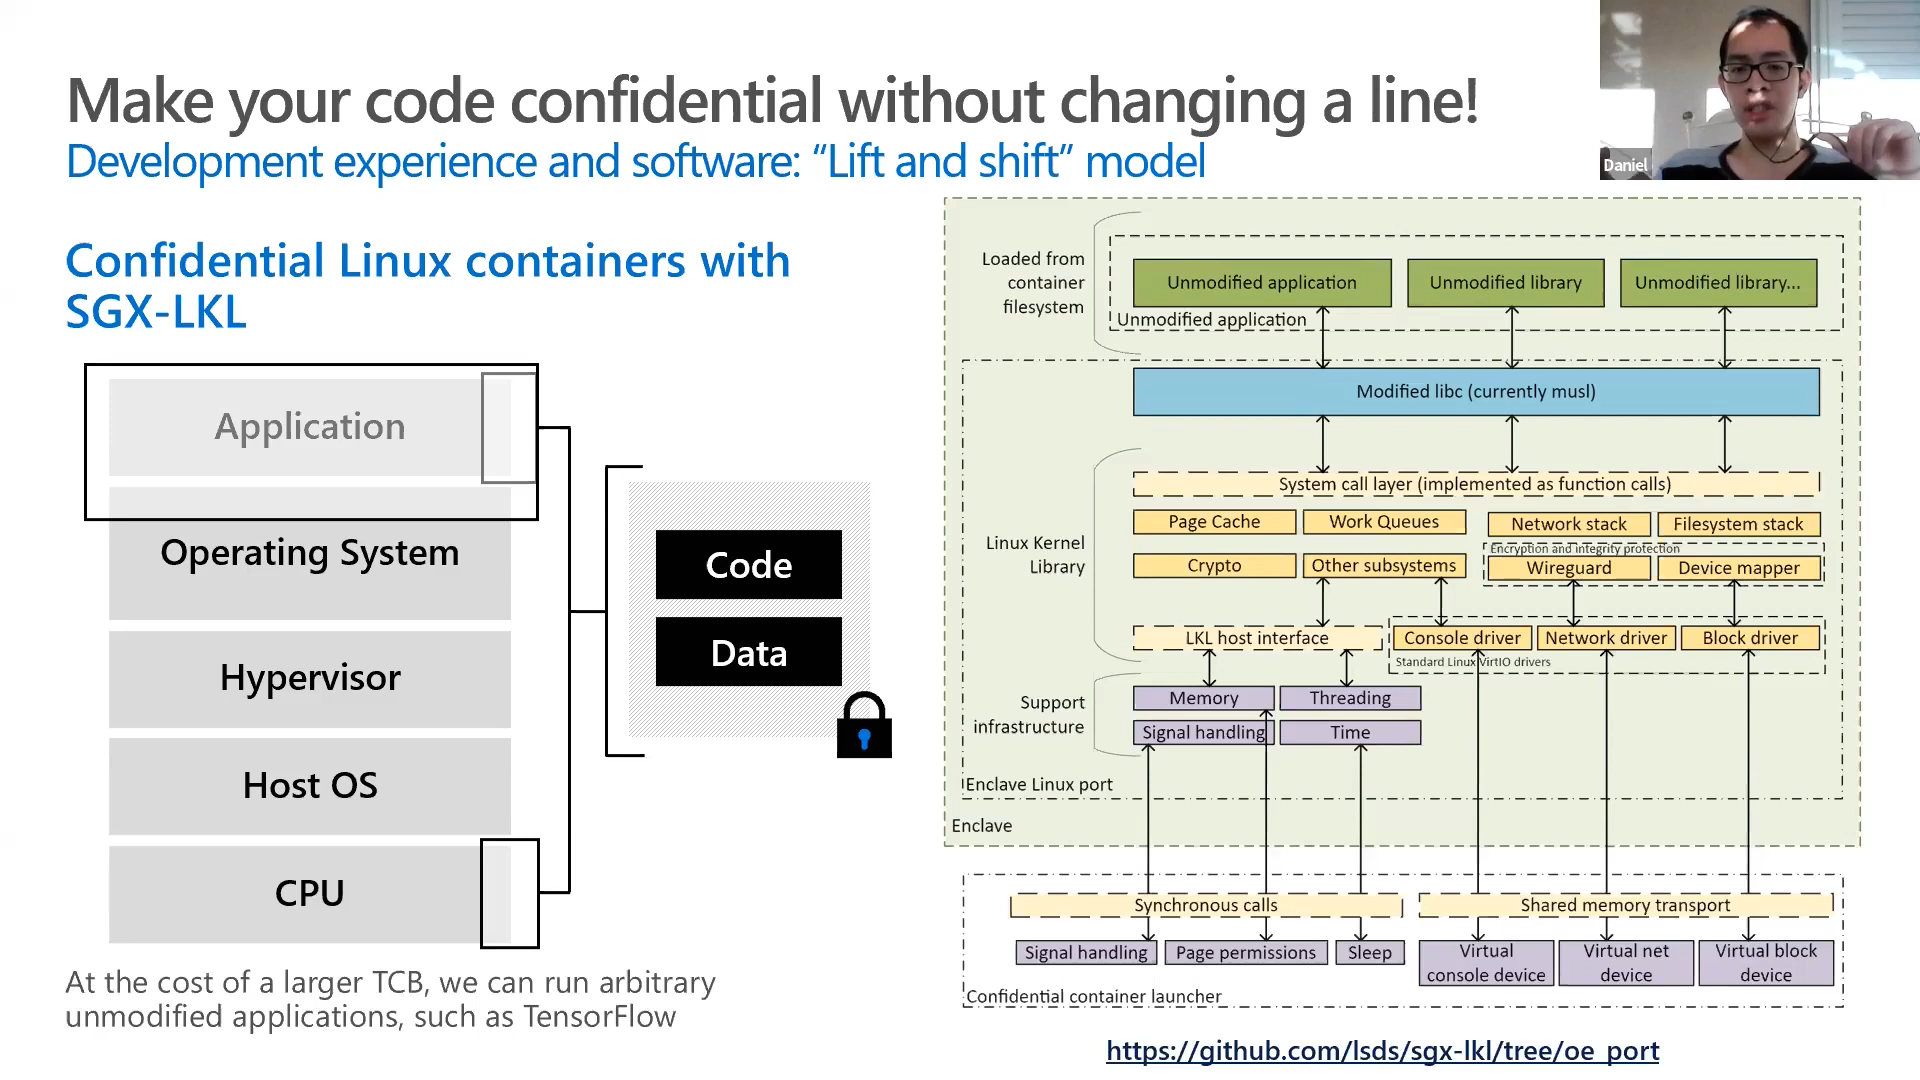 Make your code confidential without changing a line!
Development experience and software: “Lift and shift” model
Daniel
Confidential Linux containers with
SGX-LKL
Application
Operating System
Hypervisor
Host OS
CPU
Code
Data
At the cost of a larger TCB, we can run arbitrary
unmodified applications, such as TensorFlow
Loaded from
container
filesystem
Unmodified application
Unmodified library
Unmodified library...
Unmodified application
Modified libc (currently musl)
System call layer (implemented as function calls)
Linux Kernel
Library
Page Cache
Work Queues
Network stack
Filesystem stack
Encryption and integrity protection
Crypto
Other subsystems
Wireguard
Device mapper
LKL host interface
Console driver
Network driver
Block driver
Standard Linux VirtIO drivers
Support
infrastructure
Memory
Threading
Signal handling
Time
Enclave Linux port
Enclave
Synchronous calls
Shared memory transport
Signal handling
Page permissions
Sleep
Virtual
console device
Virtual net
device
Virtual block
device
Confidential container launcher
https://github.com/lsds/sgx-lkl/tree/oe_port